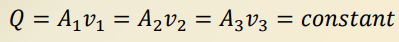 Q = A₁v₁ = A₂v₂ = A₃v₃ = constant